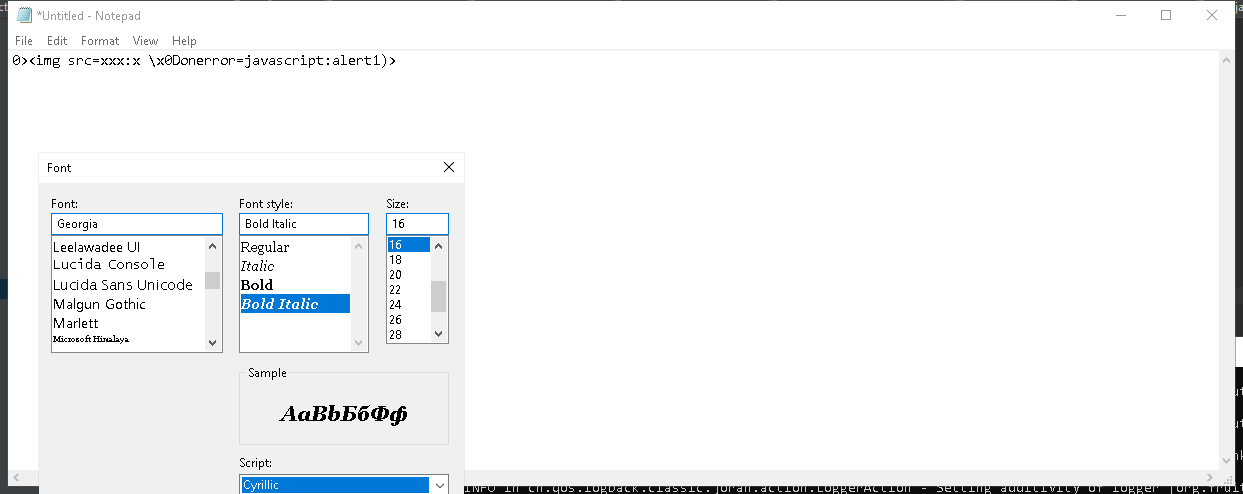 *Untitled - Notepad
File Edit Format View Help
0><img src=xxx:x \x0Donerror=javascript:alert1)>
Font
Font: Font style: Size:
Georgia Bold Italic 16
Leelawadee UI Regular 16
Lucida Console Italic 18
Lucida Sans Unicode Bold 20
Malgun Gothic Bold Italic 22
Marlett 24
Microsoft Himalaya 26
28
Sample
АаBbБбФф
Script:
Cyrillic
INFO in ch.qos.logback.classic.joran.action.LoggerAction - Setting additivity of logger